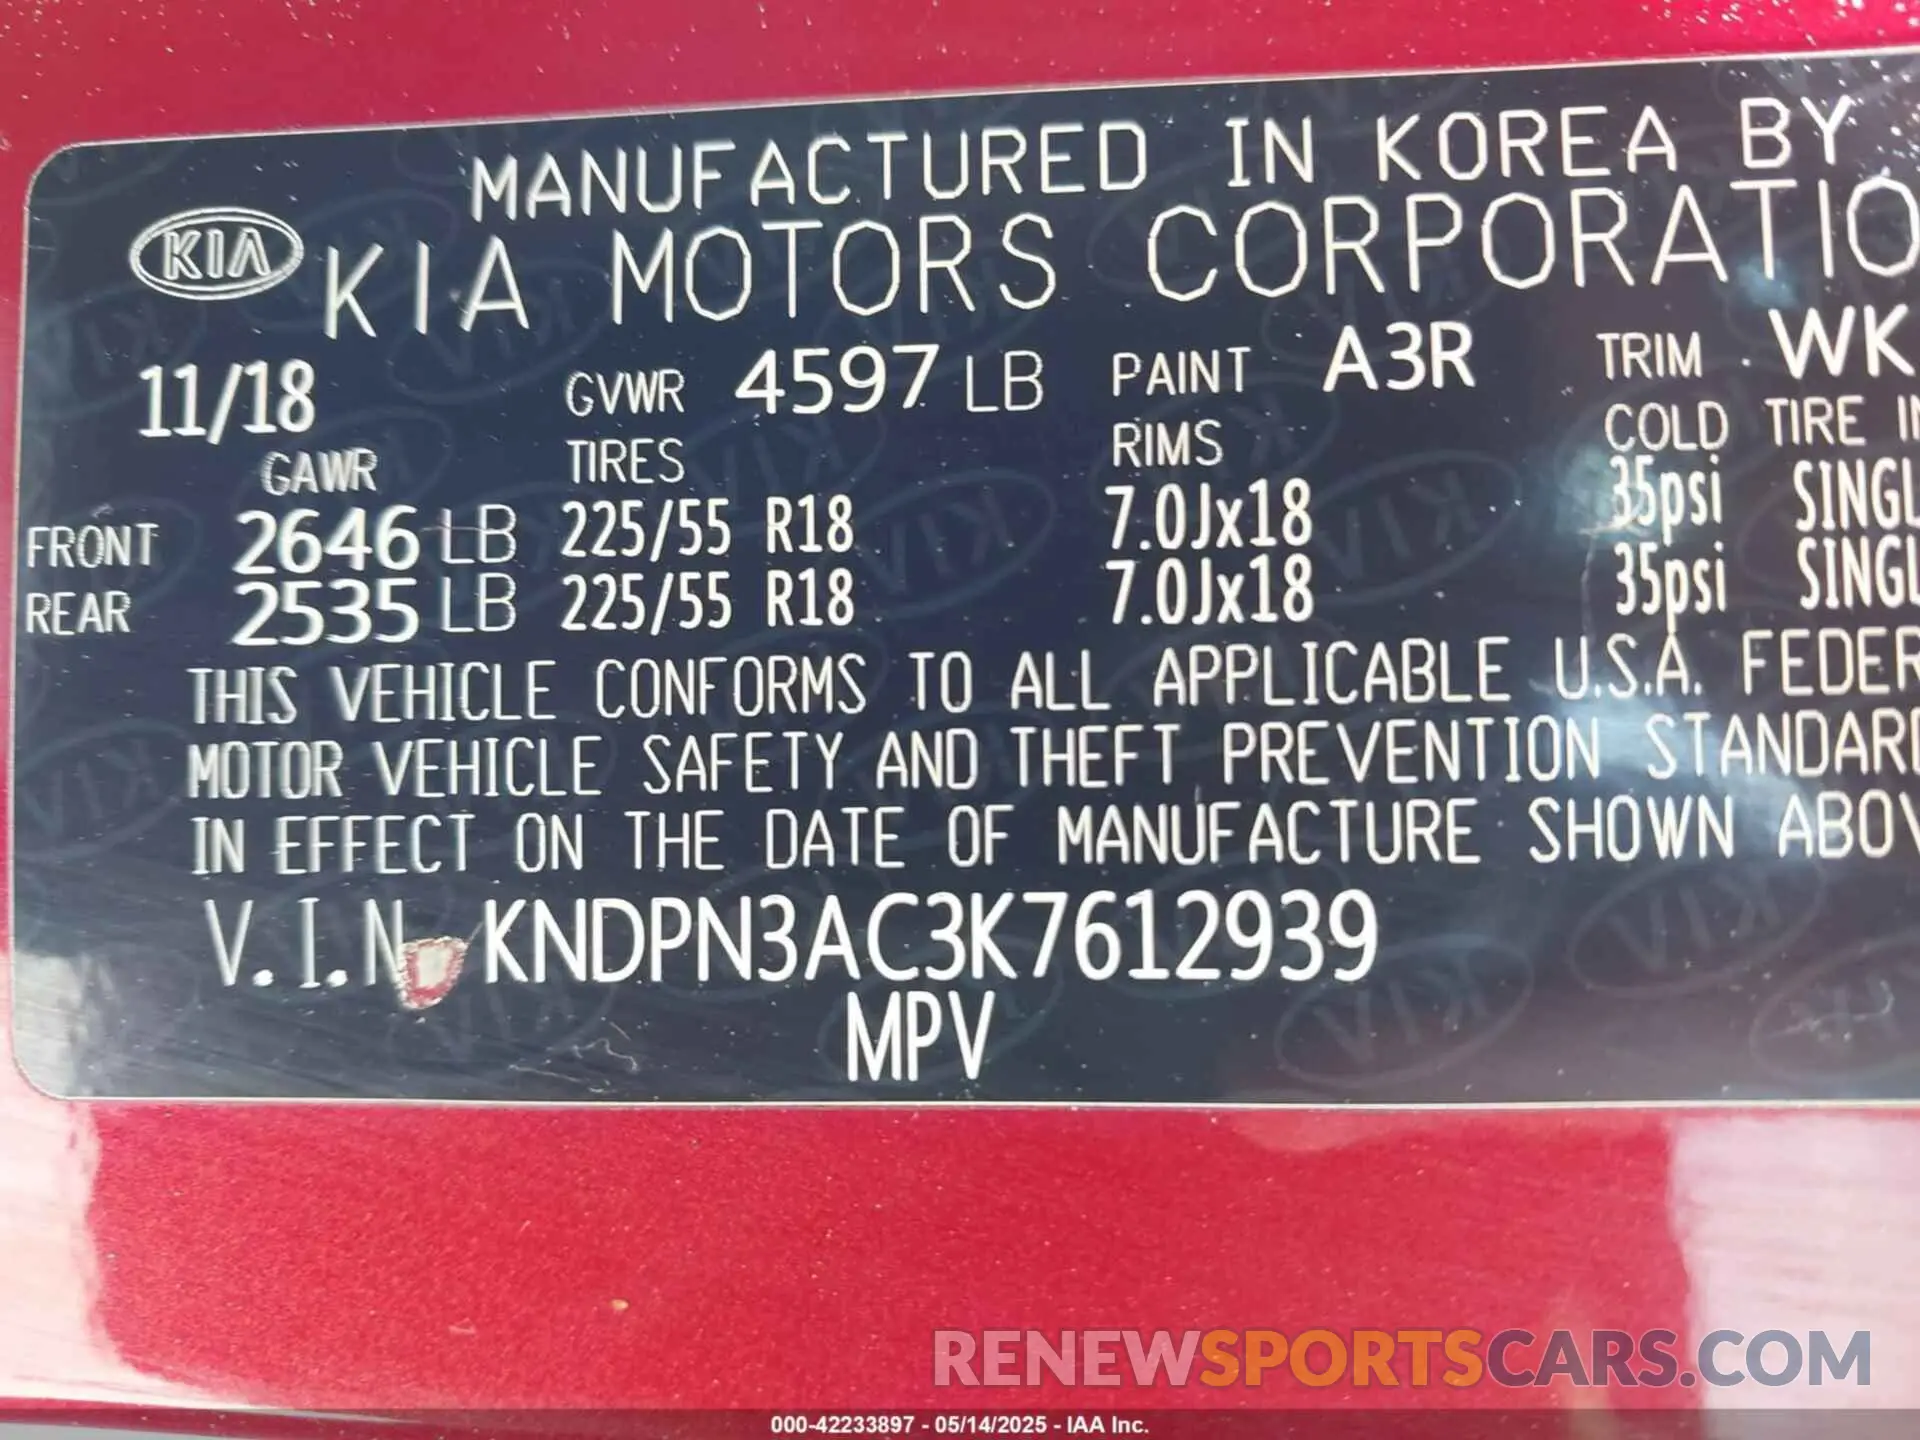 MANUFACTURED IN KOREA BY
KIA KIA MOTORS CORPORATIO
11/18 GVWR 4597 LB PAINT A3R TRIM WK
GAWR TIRES RIMS COLD TIRE IN
FRONT 2646 LB 225/55 R18 7.0Jx18 35psi SINGL
REAR 2535 LB 225/55 R18 7.0Jx18 35psi SINGL
THIS VEHICLE CONFORMS TO ALL APPLICABLE U.S.A. FEDER
MOTOR VEHICLE SAFETY AND THEFT PREVENTION STANDARD
IN EFFECT ON THE DATE OF MANUFACTURE SHOWN ABOV
V.I.N KNDPN3AC3K7612939
MPV
RENEWSPORTSCARS.COM
000-42233897 - 05/14/2025 - IAA Inc.